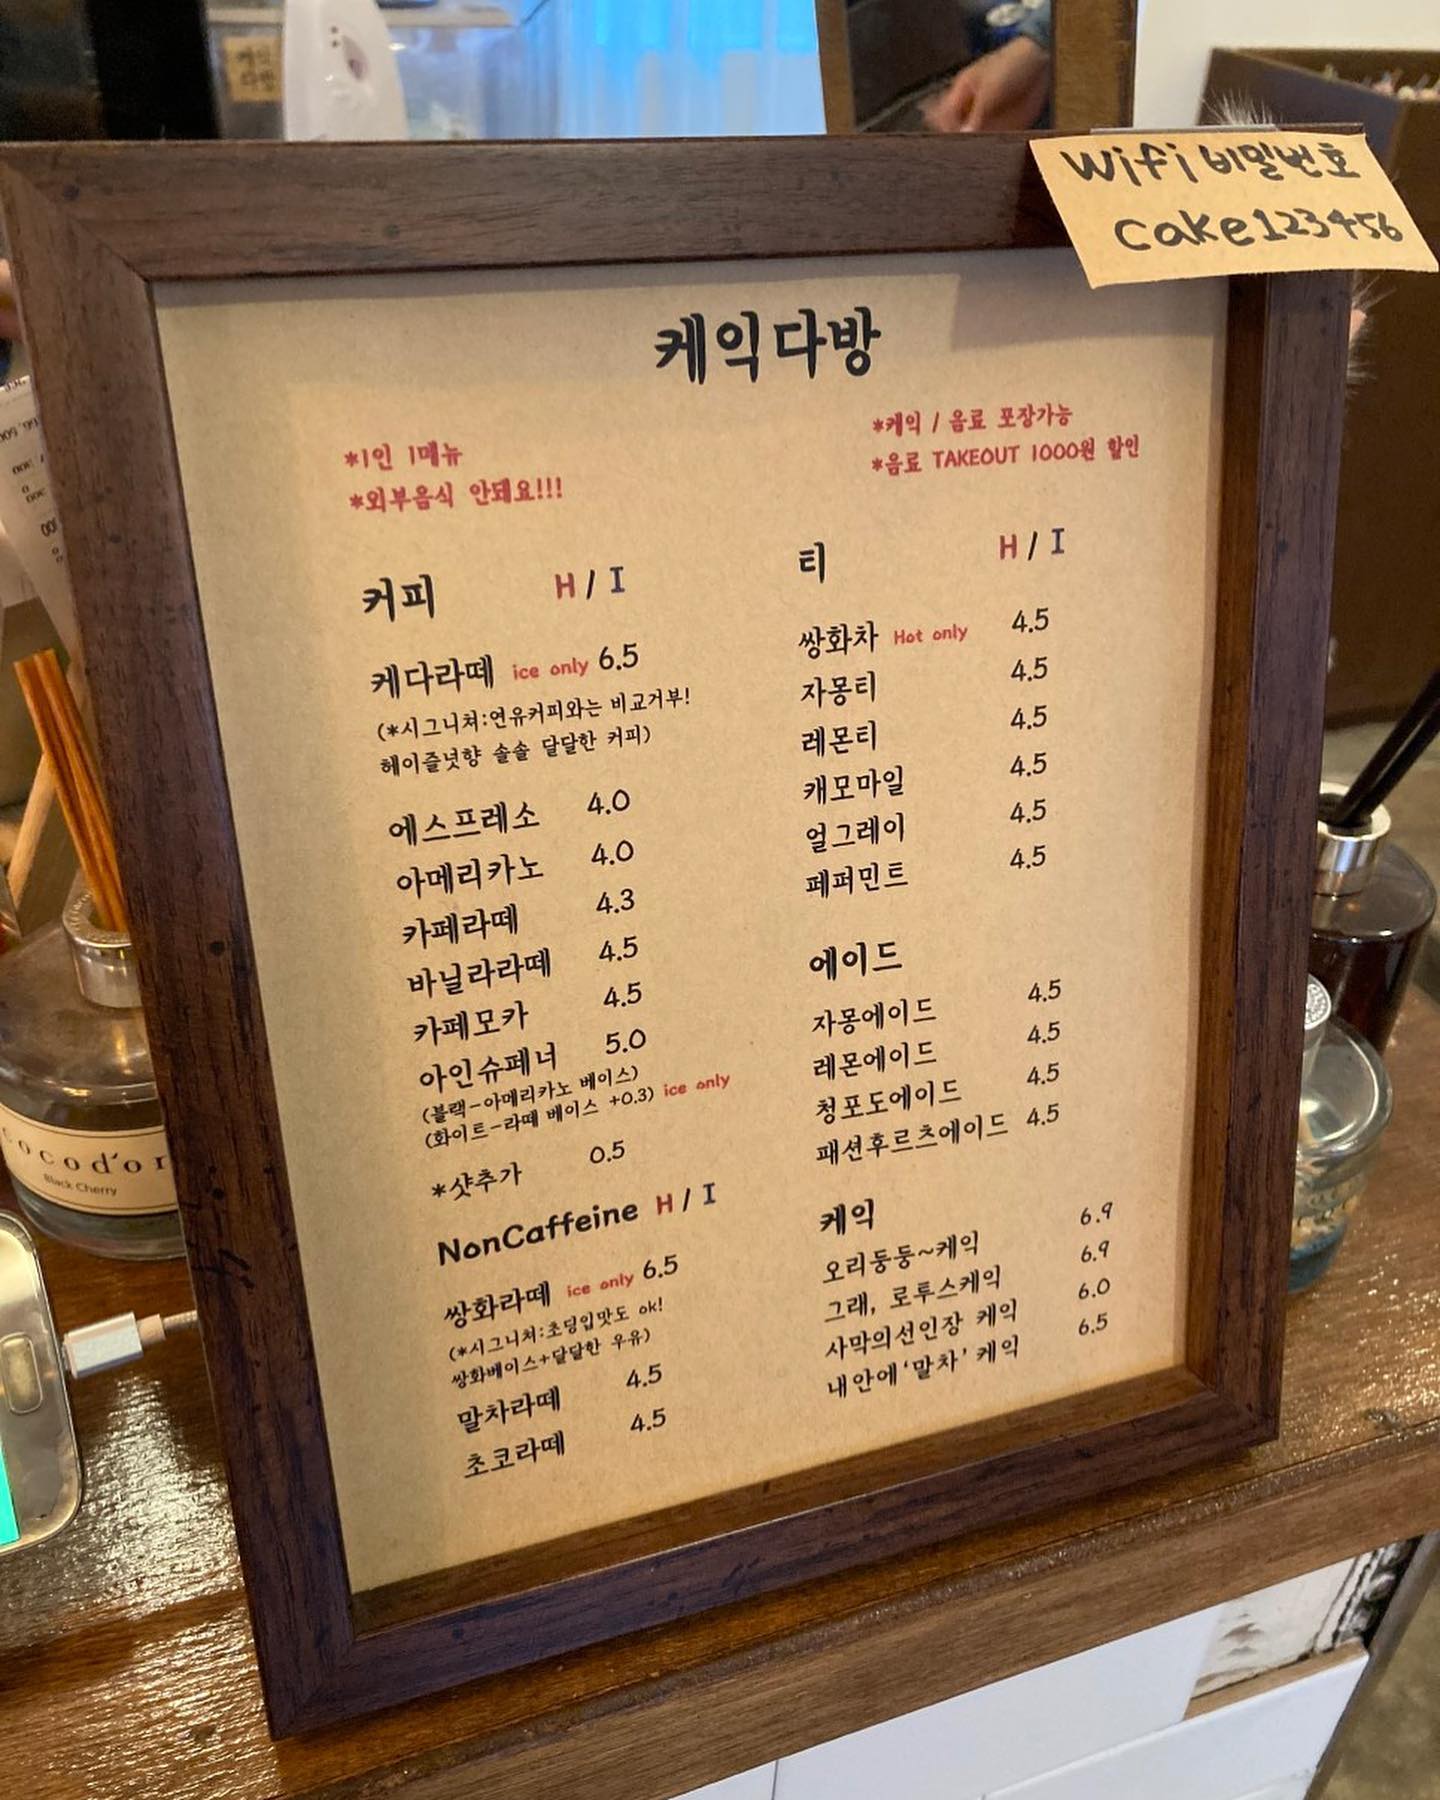 Wifi 비밀번호
cake123456
케익다방
*1인 1메뉴
*외부음식 안돼요!!!
*케익 / 음료 포장가능
*음료 TAKEOUT 1000원 할인
커피 H / I
케다라떼 ice only 6.5
(*시그니쳐:연유커피와는 비교거부!
헤이즐넛향 솔솔 달달한 커피)
에스프레소 4.0
아메리카노 4.0
카페라떼 4.3
바닐라라떼 4.5
카페모카 4.5
아인슈페너 5.0
(블랙-아메리카노 베이스)
(화이트-라떼 베이스 +0.3) ice only
*샷추가 0.5
NonCaffeine H / I
쌍화라떼 ice only 6.5
(*시그니처:초딩입맛도 ok!
쌍화베이스+달달한 우유)
말차라떼 4.5
초코라떼 4.5
티 H / I
쌍화차 Hot only 4.5
자몽티 4.5
레몬티 4.5
캐모마일 4.5
얼그레이 4.5
페퍼민트 4.5
에이드
자몽에이드 4.5
레몬에이드 4.5
청포도에이드 4.5
패션후르츠에이드 4.5
케익
오리둥둥~케익 6.9
그래, 로투스케익 6.9
사막의선인장 케익 6.0
내안에'말차' 케익 6.5
cocod'or
Black Cherry